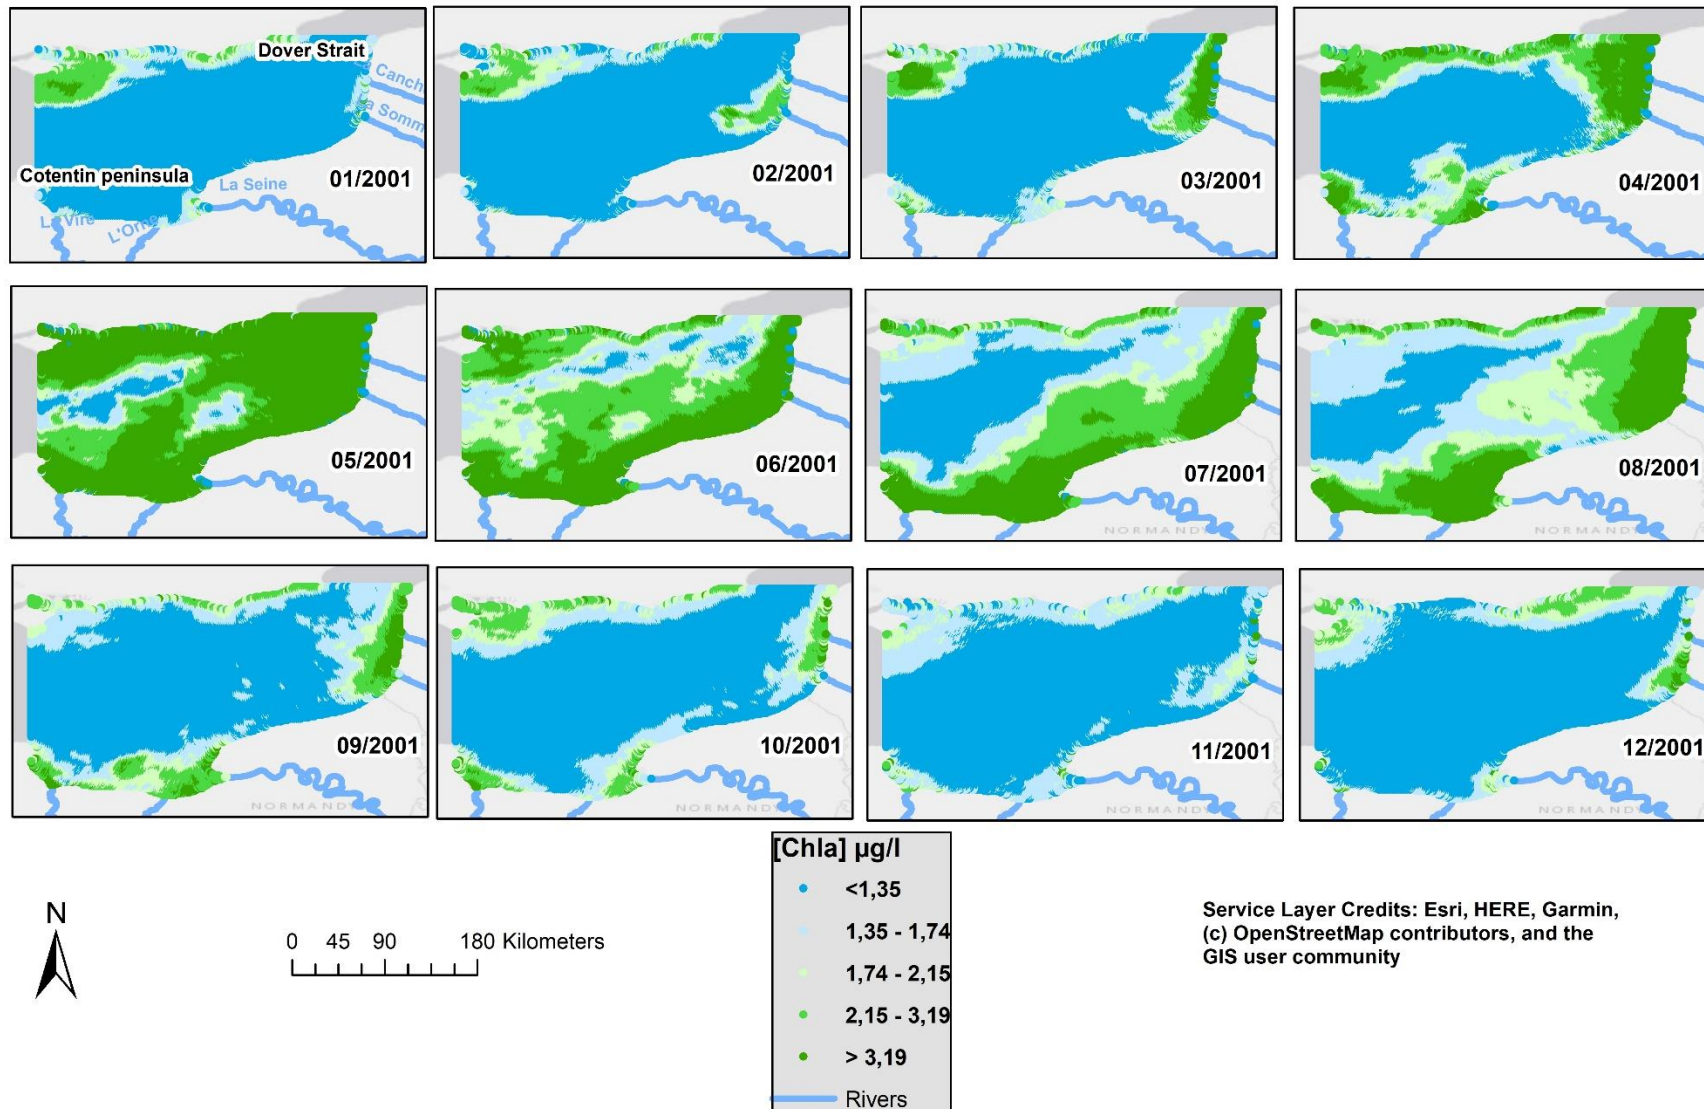 Dover Strait
La Canch
La Somm
Cotentin peninsula
La Seine
La Vire
L'Orne
01/2001
02/2001
03/2001
04/2001
05/2001
06/2001
07/2001
NORMANDY
08/2001
NORMANDY
09/2001
NORMANDY
10/2001
NORMANDY
11/2001
NORMANDY
12/2001
NORMANDY
[Chla] µg/l
<1,35
1,35 - 1,74
1,74 - 2,15
2,15 - 3,19
> 3,19
Rivers
N
0 45 90 180 Kilometers
Service Layer Credits: Esri, HERE, Garmin,
(c) OpenStreetMap contributors, and the
GIS user community